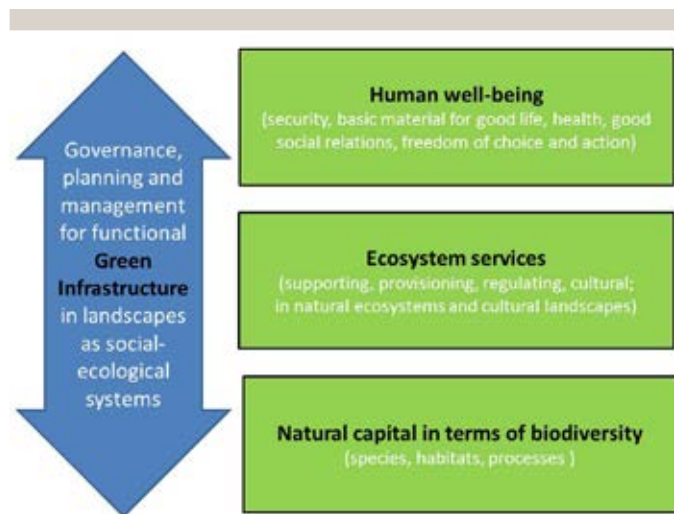 Governance,
planning and
management
for functional
Green
Infrastructure
in landscapes
as social-
ecological
systems
Human well-being
(security, basic material for good life, health, good
social relations, freedom of choice and action)
Ecosystem services
(supporting, provisioning, regulating, cultural;
in natural ecosystems and cultural landscapes)
Natural capital in terms of biodiversity
(species, habitats, processes )